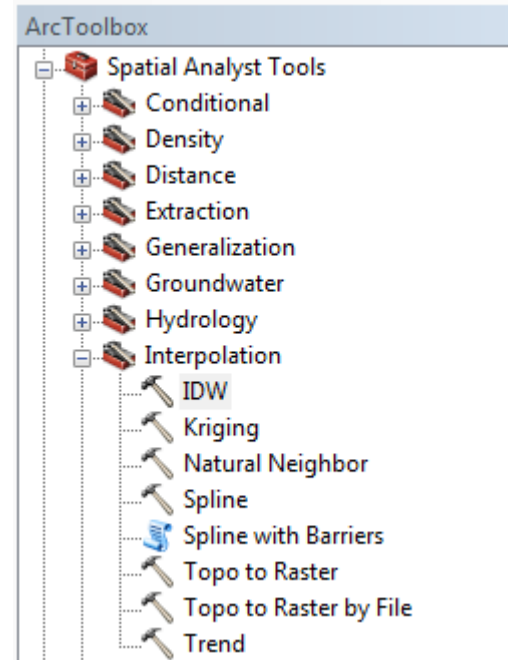 ArcToolbox
Spatial Analyst Tools
Conditional
Density
Distance
Extraction
Generalization
Groundwater
Hydrology
Interpolation
IDW
Kriging
Natural Neighbor
Spline
Spline with Barriers
Topo to Raster
Topo to Raster by File
Trend